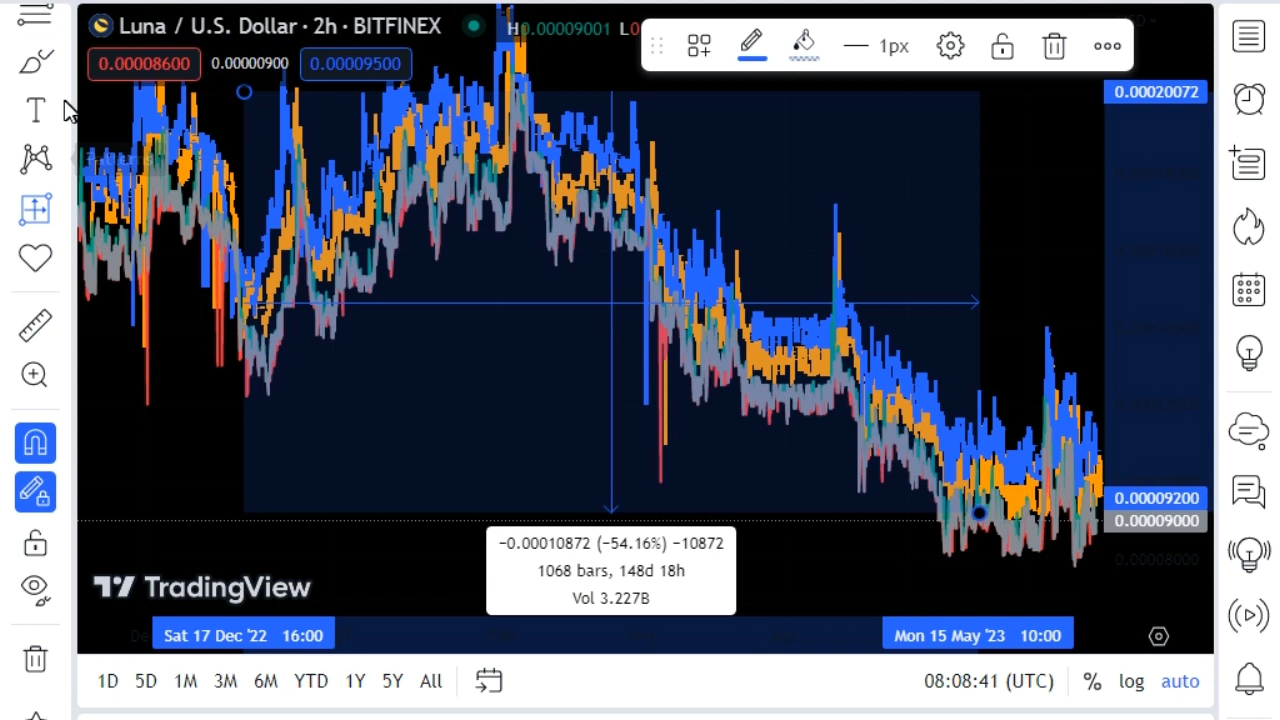 Luna / U.S. Dollar · 2h · BITFINEX
H0.00009001 L0
1px
0.00008600 0.00000900 0.00009500
0.00020072
0.00009200
0.00009000
0.00008000
−0.00010872 (−54.16%) −10872
1068 bars, 148d 18h
Vol 3.227B
TradingView
Sat 17 Dec '22 16:00
Mon 15 May '23 10:00
1D 5D 1M 3M 6M YTD 1Y 5Y All
08:08:41 (UTC) % log auto